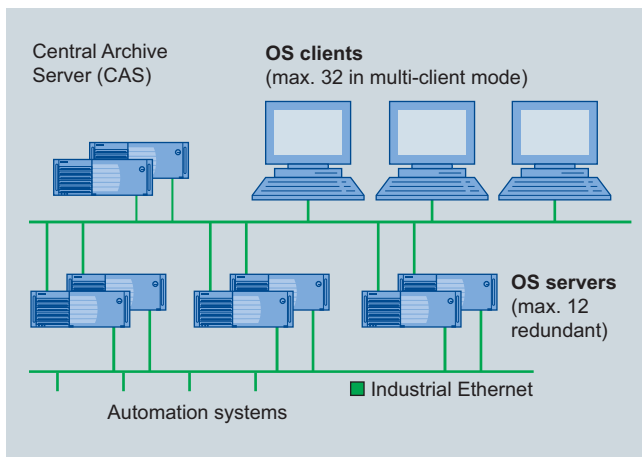 Central Archive
Server (CAS)
OS clients
(max. 32 in multi-client mode)
OS servers
(max. 12
redundant)
Industrial Ethernet
Automation systems